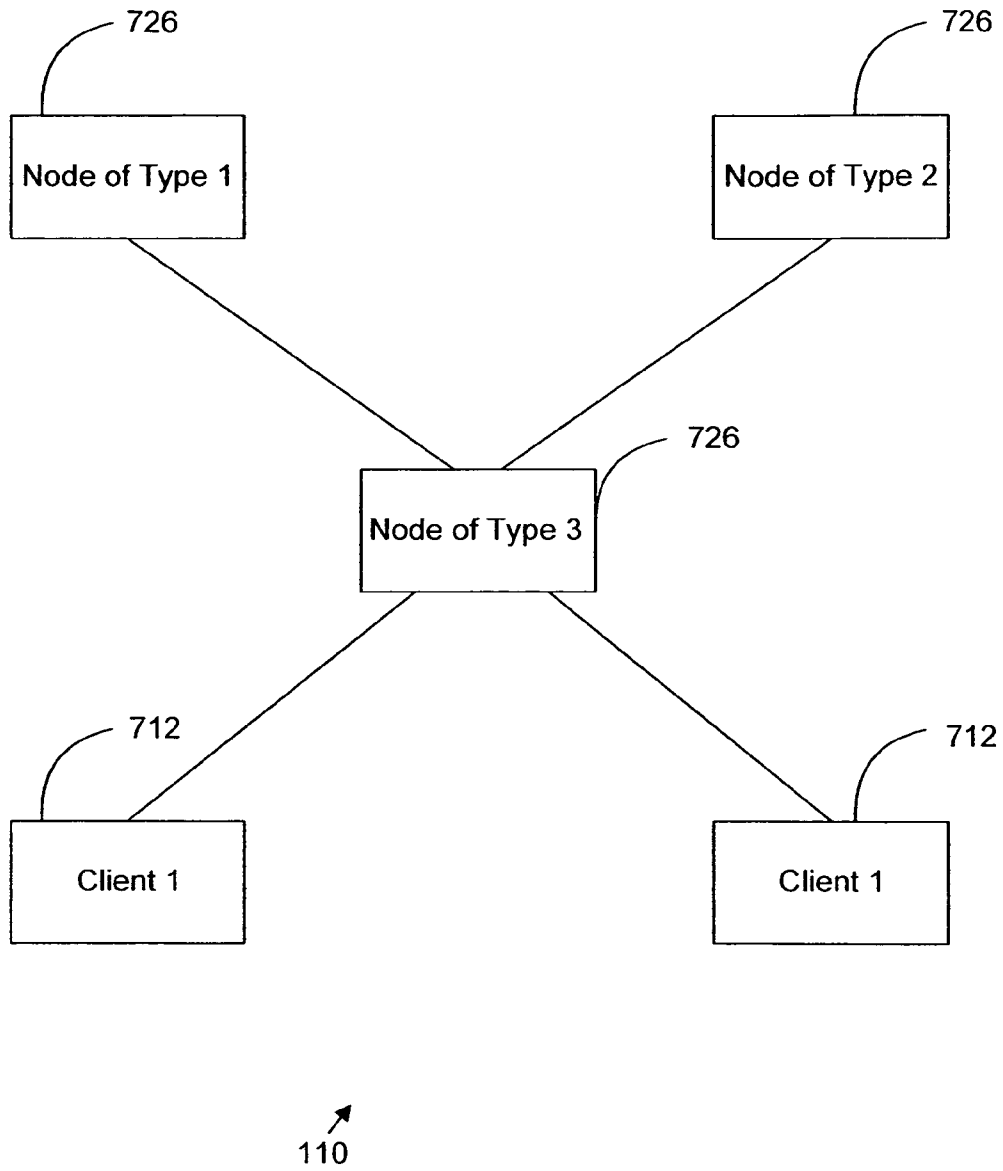 726
726
Node of Type 1
Node of Type 2
726
Node of Type 3
712
712
Client 1
Client 1
110